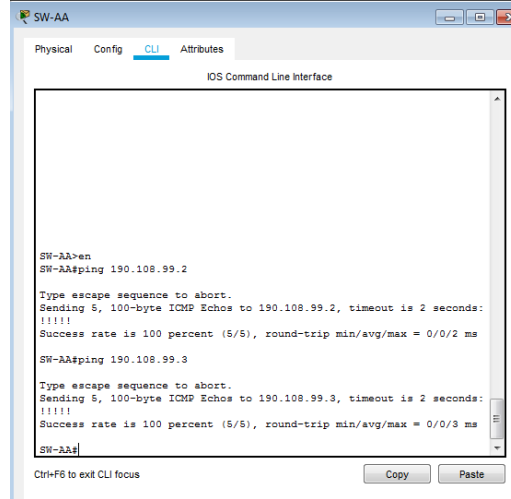 SW-AA
Physical Config CLI Attributes
IOS Command Line Interface
SW-AA>en
SW-AA#ping 190.108.99.2
Type escape sequence to abort.
Sending 5, 100-byte ICMP Echos to 190.108.99.2, timeout is 2 seconds:
!!!!!
Success rate is 100 percent (5/5), round-trip min/avg/max = 0/0/2 ms
SW-AA#ping 190.108.99.3
Type escape sequence to abort.
Sending 5, 100-byte ICMP Echos to 190.108.99.3, timeout is 2 seconds:
!!!!!
Success rate is 100 percent (5/5), round-trip min/avg/max = 0/0/3 ms
SW-AA#
Ctrl+F6 to exit CLI focus Copy Paste